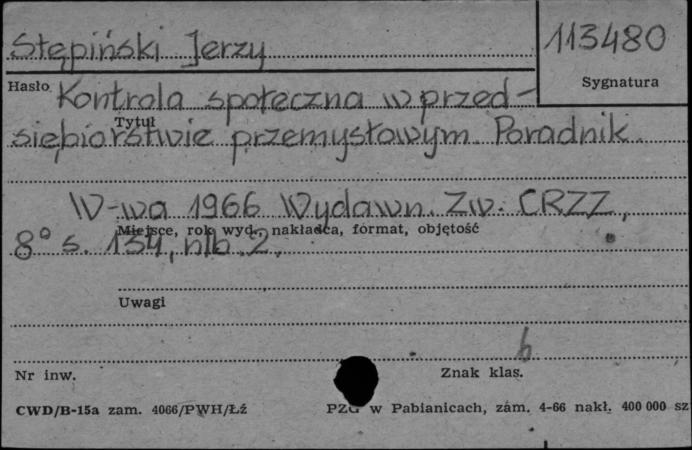 Stępiński Jerzy
113480
Hasło
Sygnatura
Kontrola społeczna w przed-
Tytuł
siębiorstwie przemysłowym. Poradnik.
W-wa 1966 Wydawn. Zw. CRZZ,
Miejsce, rok wyd., nakładca, format, objętość
8° s. 134, nlb. 2.
Uwagi
b
Nr inw.
Znak klas.
CWD/B-15a zam. 4066/PWH/Łź
PZG w Pabianicach, zam. 4-66 nakł. 400 000 sz